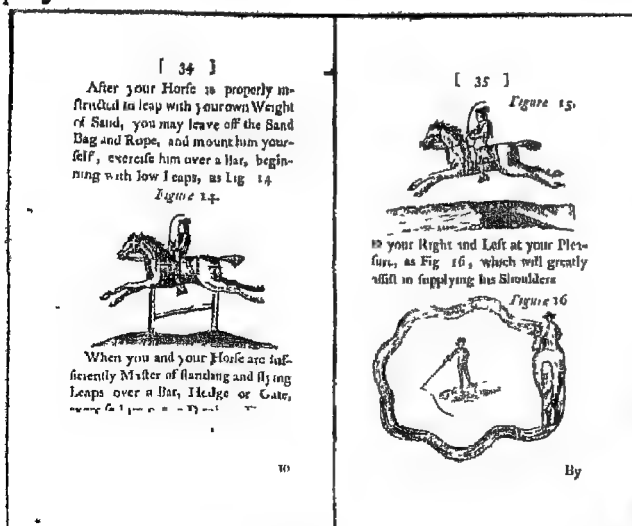 [ 34 ]
After your Horſe is properly in-
ſtructed to leap with your own Weight
of Sand, you may leave off the Sand
Bag and Rope, and mount him your-
ſelf, exerciſe him over a Bar, begin-
ning with low Leaps, as Fig 14
Figure 14.
When you and your Horſe are ſuf-
ficiently Maſter of ſtanding and flying
Leaps over a Bar, Hedge or Gate,
to
[ 35 ]
Figure 15.
to your Right and Left at your Plea-
ſure, as Fig 16, which will greatly
aſſiſt in ſuppling his Shoulders
Figure 16
By